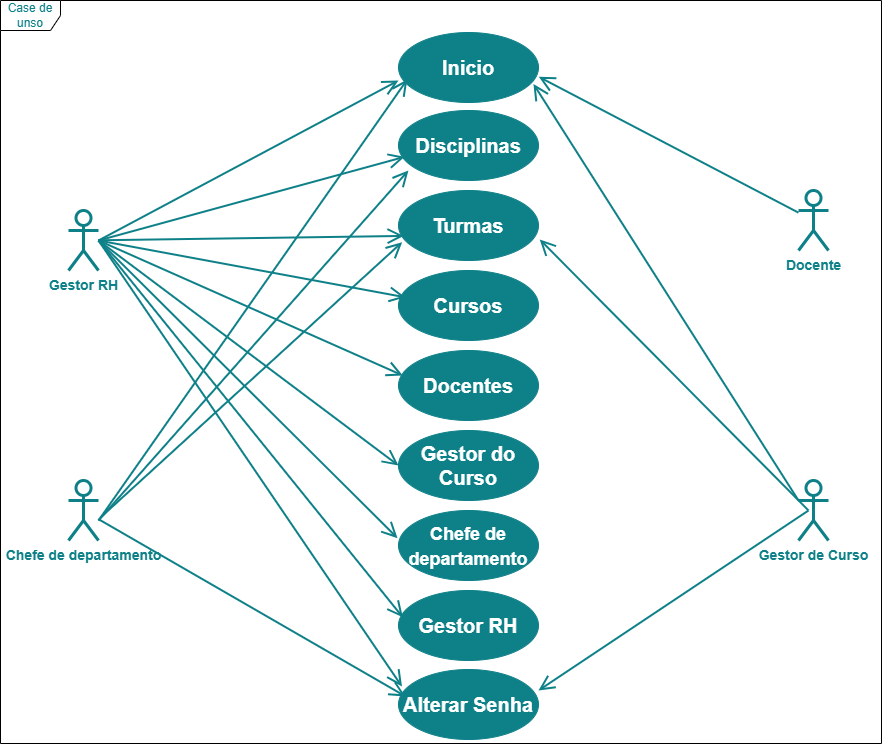 Case de
unso
Inicio
Disciplinas
Turmas
Cursos
Docentes
Gestor do
Curso
Chefe de
departamento
Gestor RH
Alterar Senha
Gestor RH
Chefe de departamento
Docente
Gestor de Curso